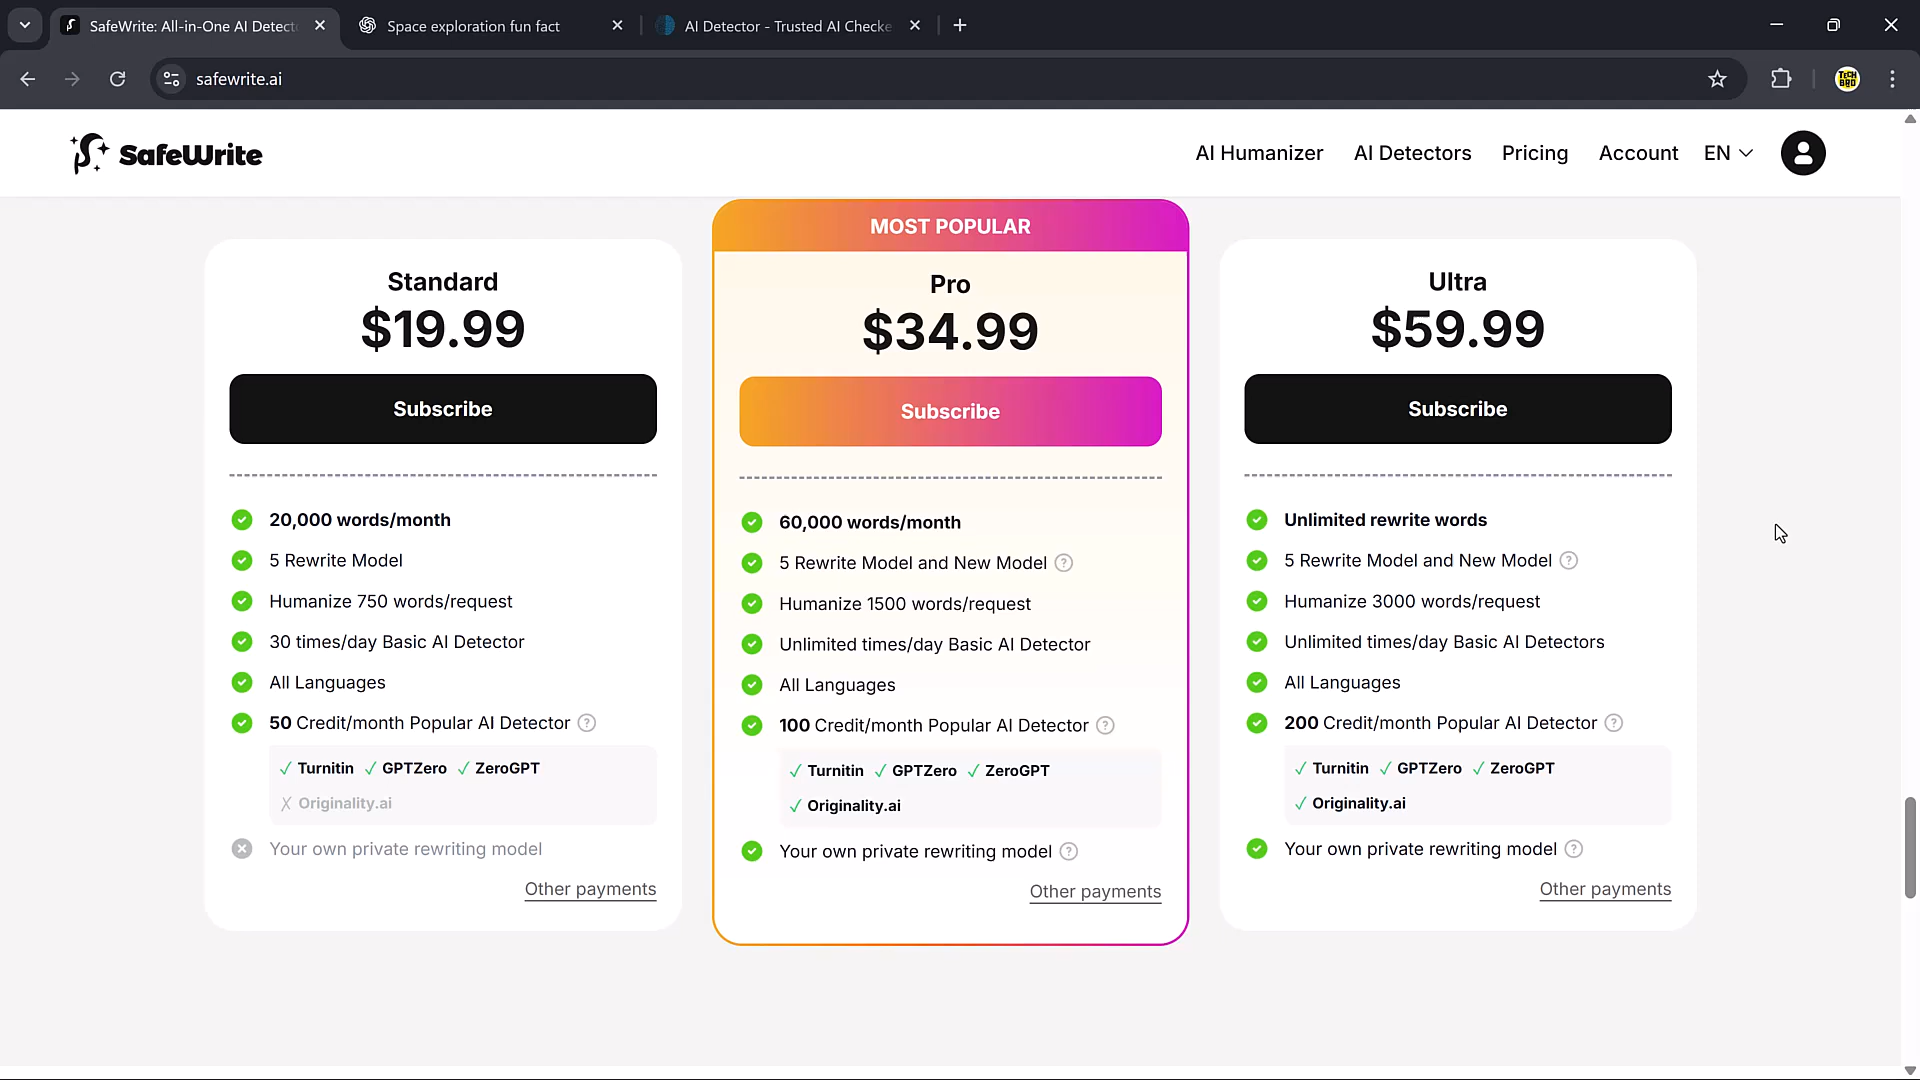 SafeWrite: All-in-One AI Detect
Space exploration fun fact
AI Detector - Trusted AI Checke
safewrite.ai
TECH
BRO
SafeWrite
AI Humanizer
AI Detectors
Pricing
Account
EN
MOST POPULAR
Standard
$19.99
Subscribe
20,000 words/month
5 Rewrite Model
Humanize 750 words/request
30 times/day Basic AI Detector
All Languages
50 Credit/month Popular AI Detector ?
✓ Turnitin ✓ GPTZero ✓ ZeroGPT
X Originality.ai
Your own private rewriting model
Other payments
Pro
$34.99
Subscribe
60,000 words/month
5 Rewrite Model and New Model ?
Humanize 1500 words/request
Unlimited times/day Basic AI Detector
All Languages
100 Credit/month Popular AI Detector ?
✓ Turnitin ✓ GPTZero ✓ ZeroGPT
✓ Originality.ai
Your own private rewriting model ?
Other payments
Ultra
$59.99
Subscribe
Unlimited rewrite words
5 Rewrite Model and New Model ?
Humanize 3000 words/request
Unlimited times/day Basic AI Detectors
All Languages
200 Credit/month Popular AI Detector ?
✓ Turnitin ✓ GPTZero ✓ ZeroGPT
✓ Originality.ai
Your own private rewriting model ?
Other payments